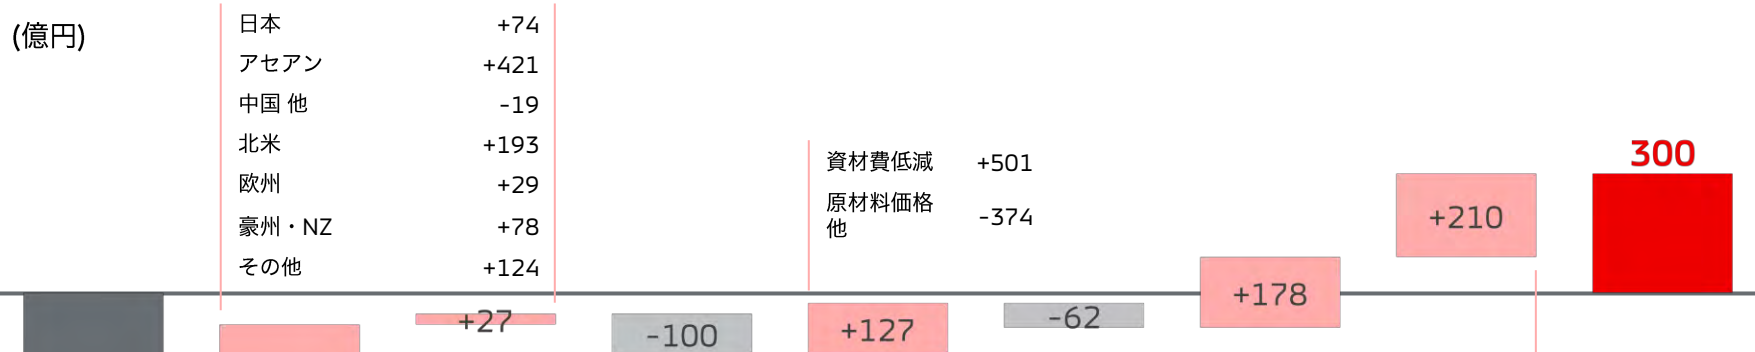 (億円)
日本 +74
アセアン +421
中国 他 -19
北米 +193
欧州 +29
豪州・NZ +78
その他 +124
資材費低減 +501
原材料価格
他 -374
300
+210
+178
+27
-100
+127
-62